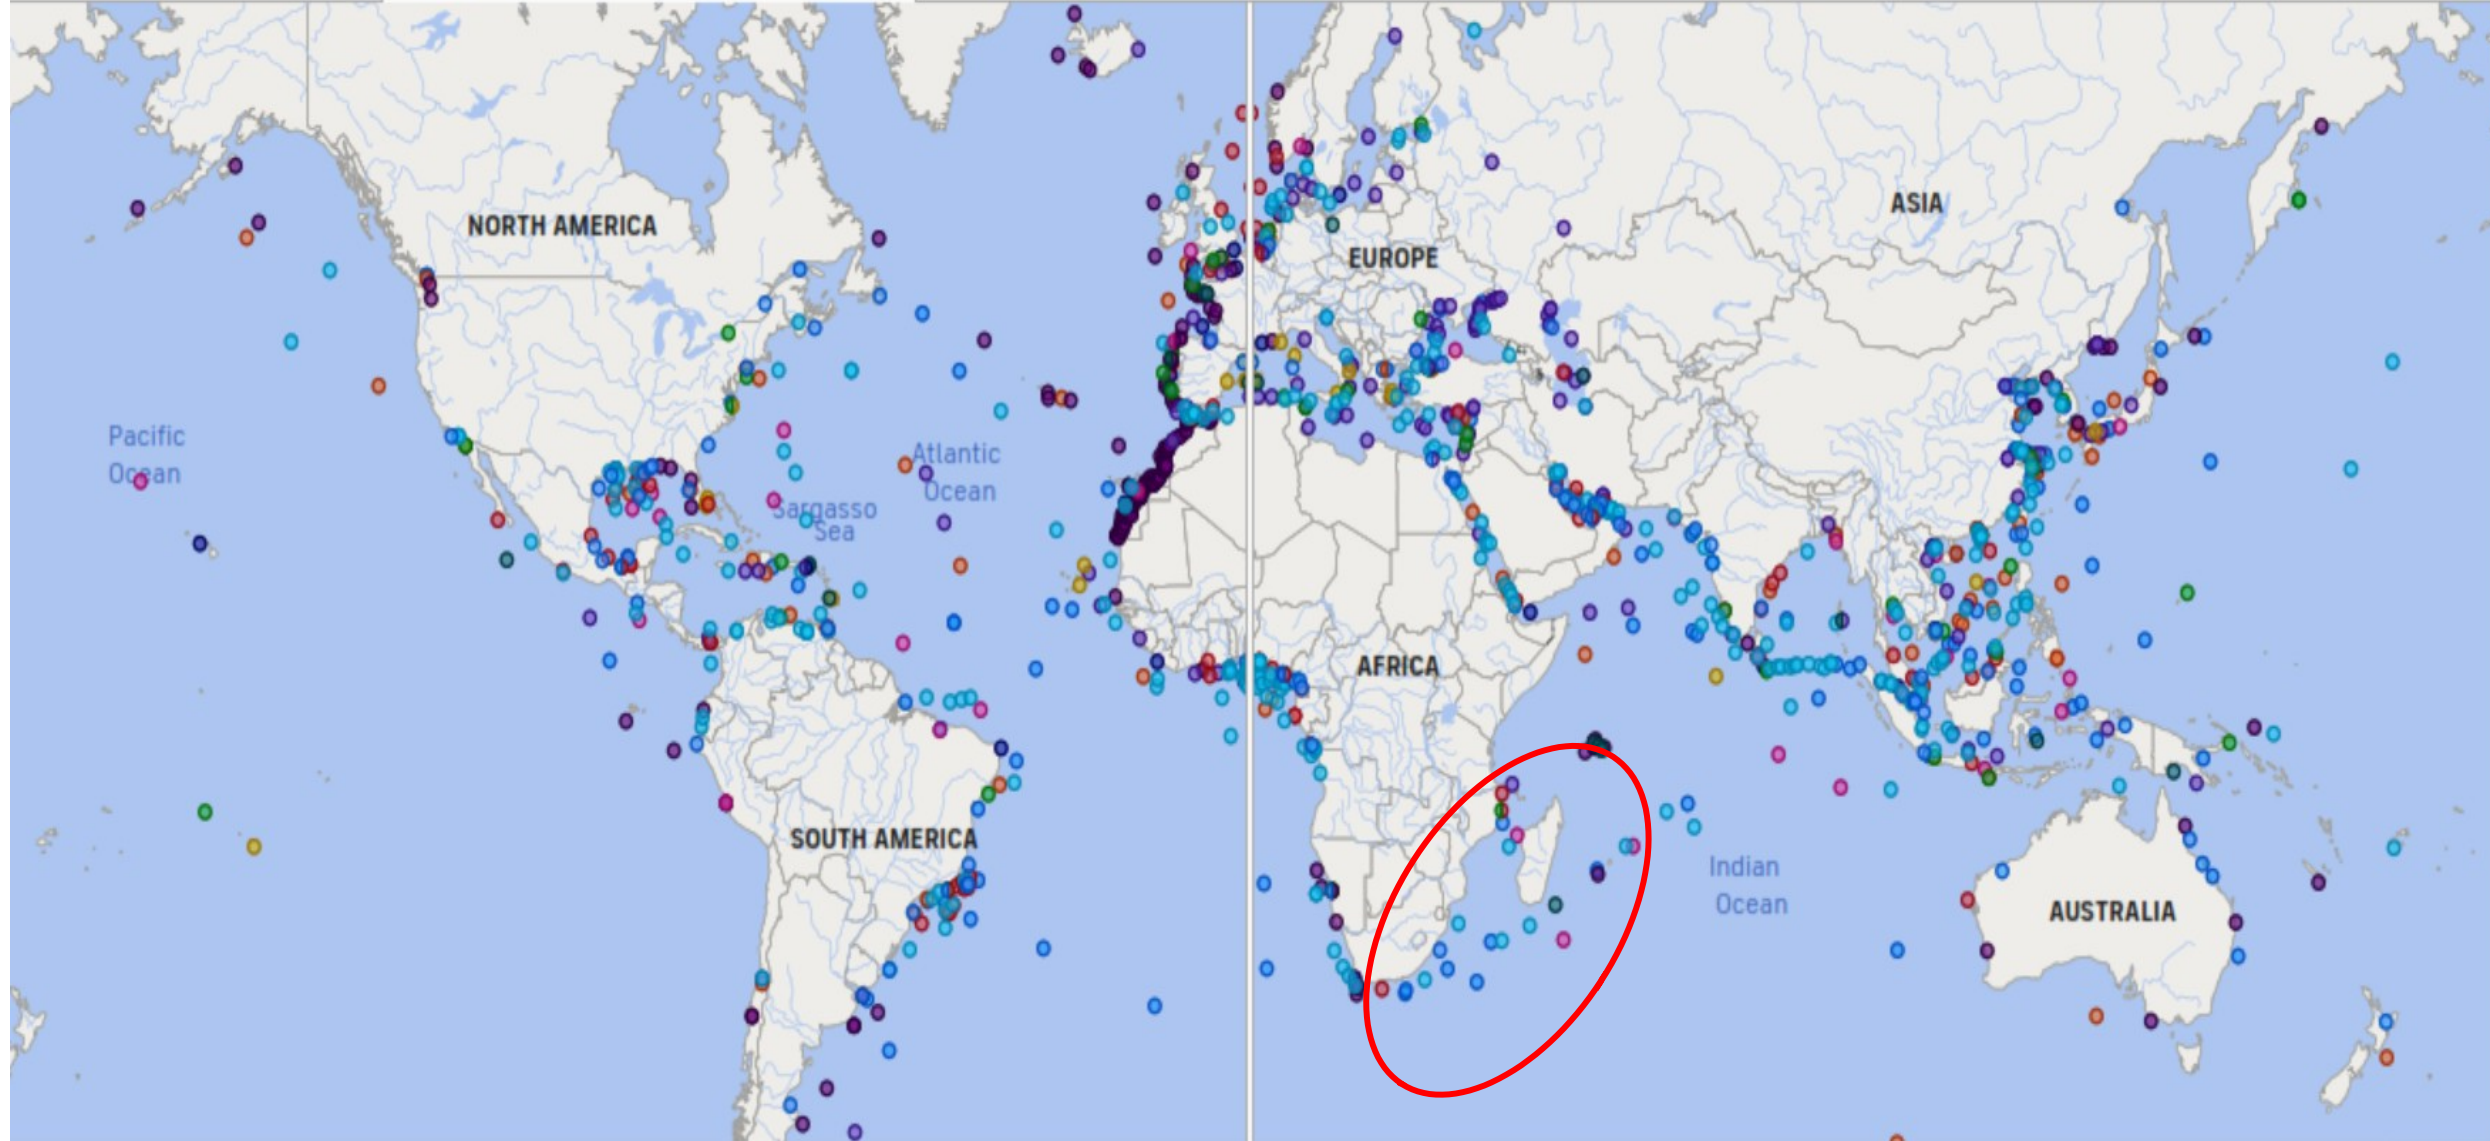 NORTH AMERICA
ASIA
EUROPE
Pacific
Ocean
Atlantic
Ocean
Sargasso
Sea
AFRICA
SOUTH AMERICA
Indian
Ocean
AUSTRALIA